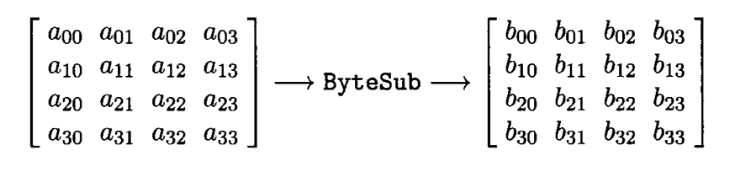 a00 a01 a02 a03 b00 b01 b02 b03
a10 a11 a12 a13 b10 b11 b12 b13
⟶ ByteSub ⟶
a20 a21 a22 a23 b20 b21 b22 b23
a30 a31 a32 a33 b30 b31 b32 b33